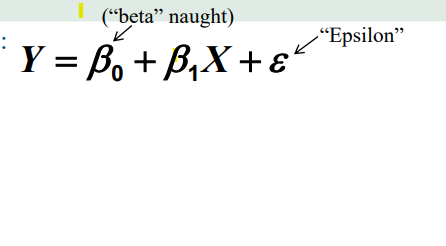 ("beta" naught)
"Epsilon"
: Y = β₀ + β₁X + ε